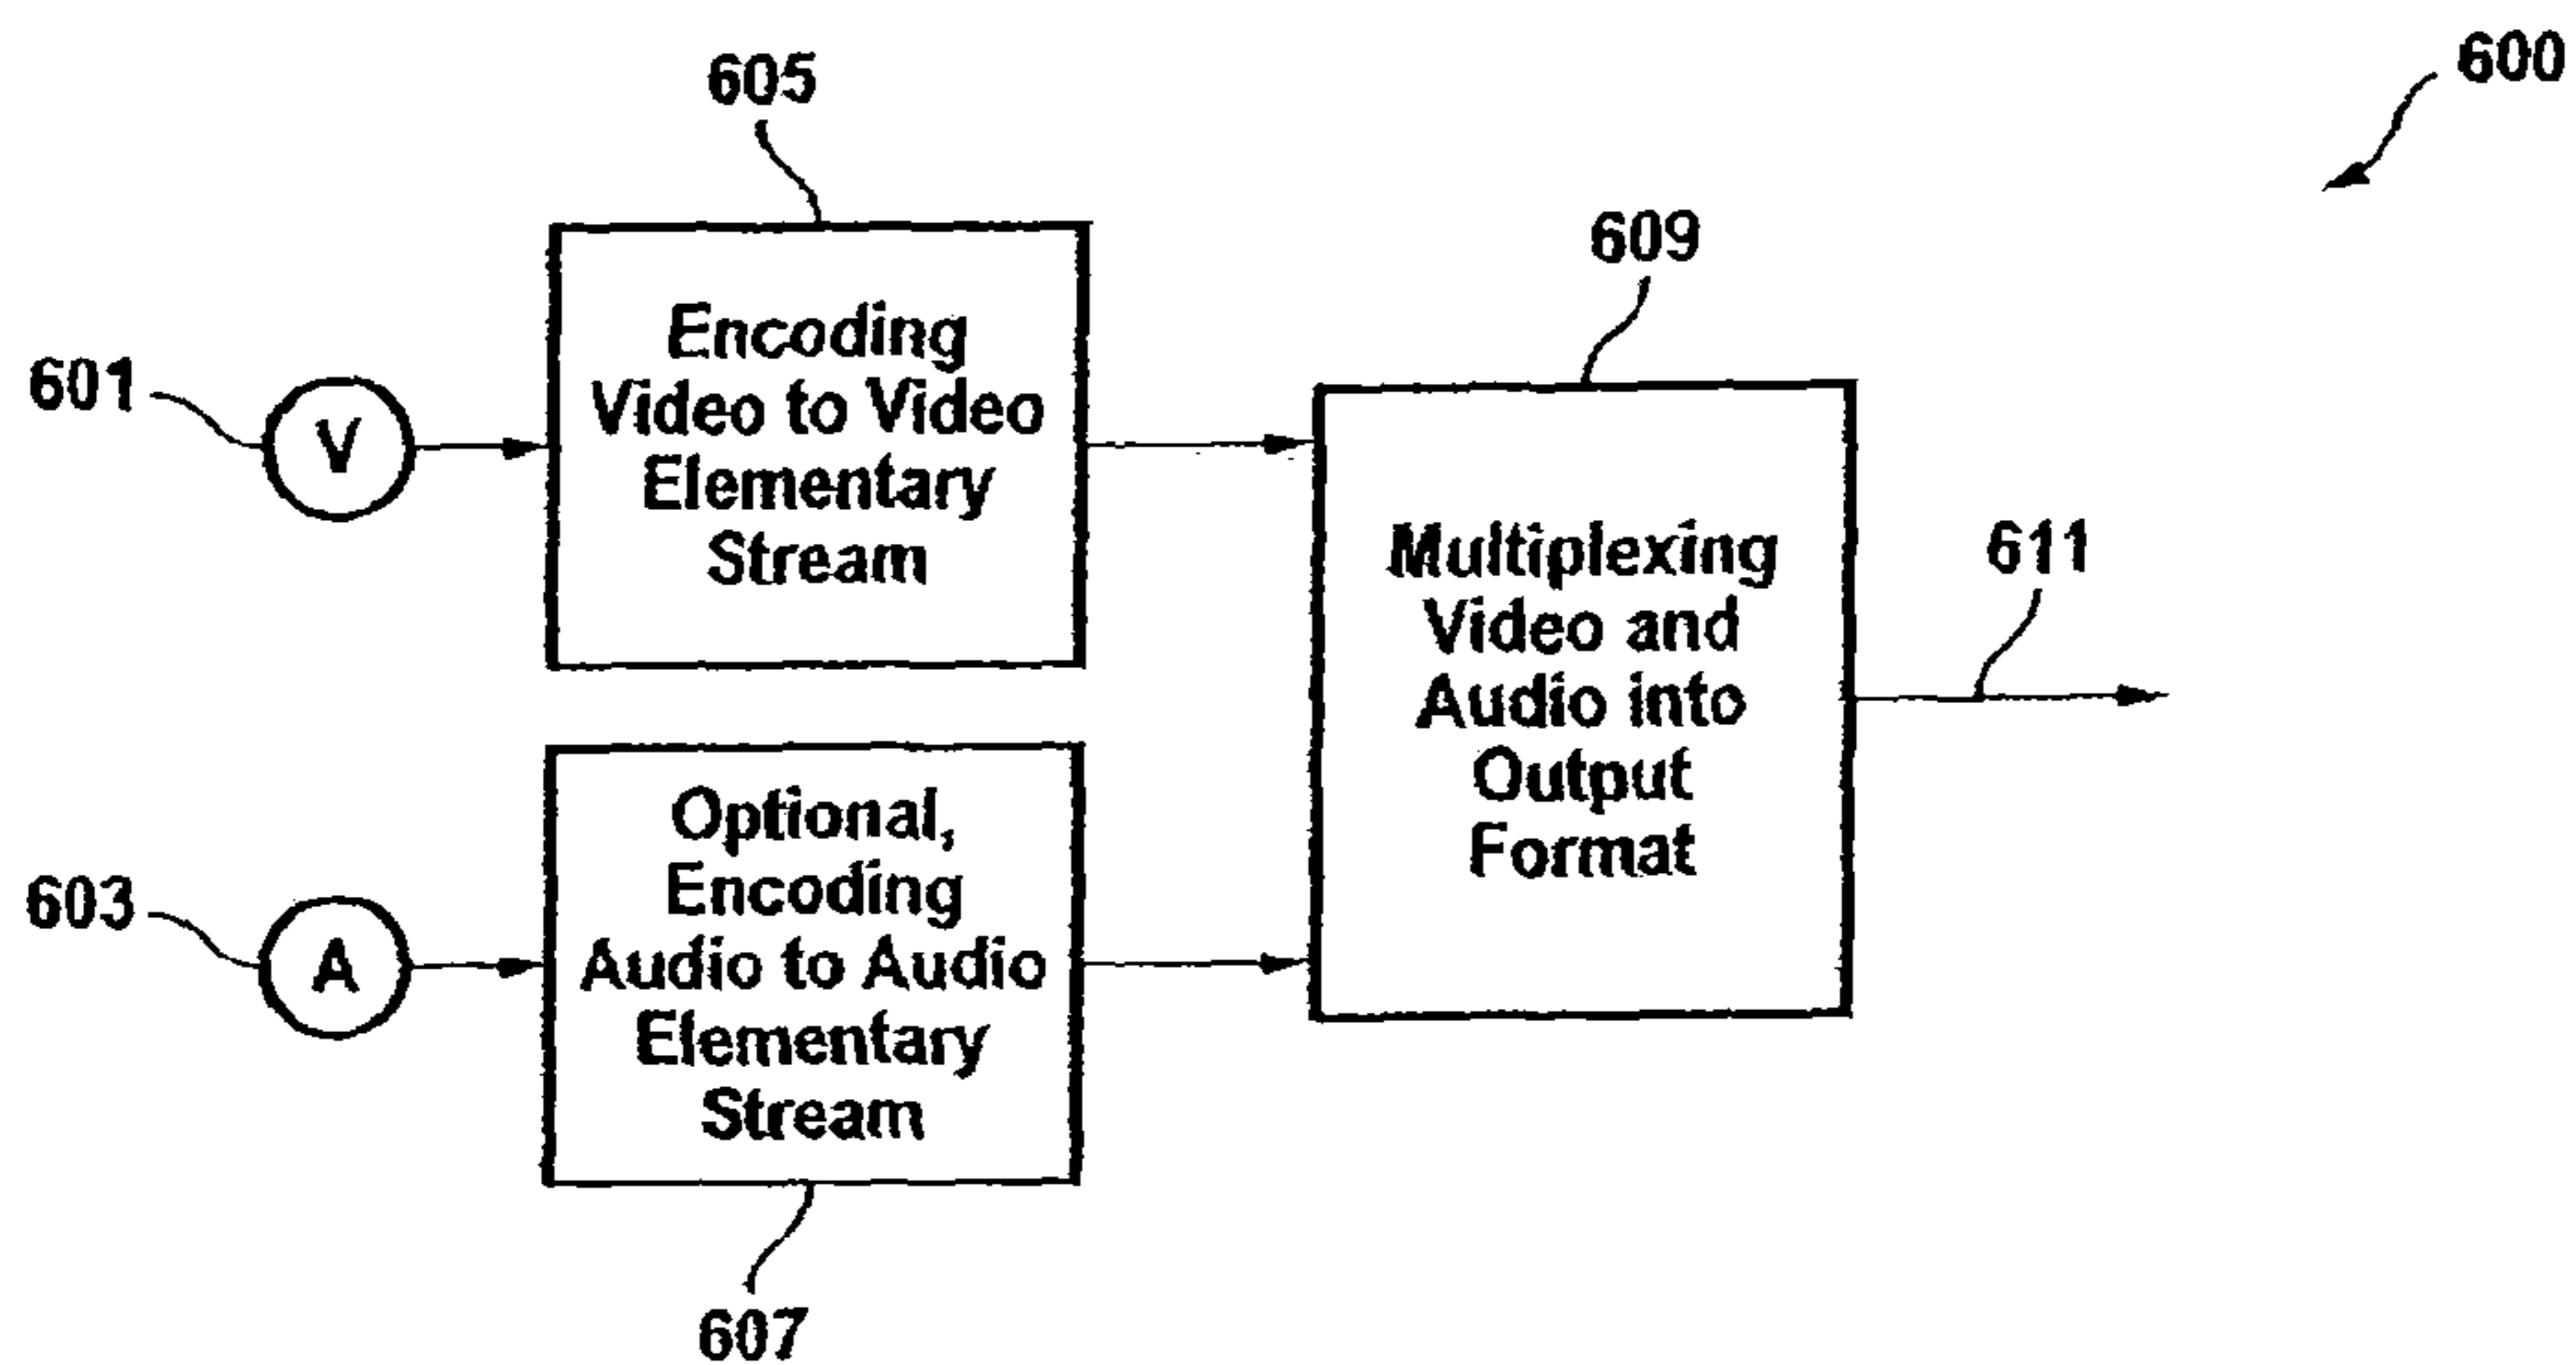 600
605
Encoding
Video to Video
Elementary
Stream
601
V
609
Multiplexing
Video and
Audio into
Output
Format
611
603
A
Optional,
Encoding
Audio to Audio
Elementary
Stream
607